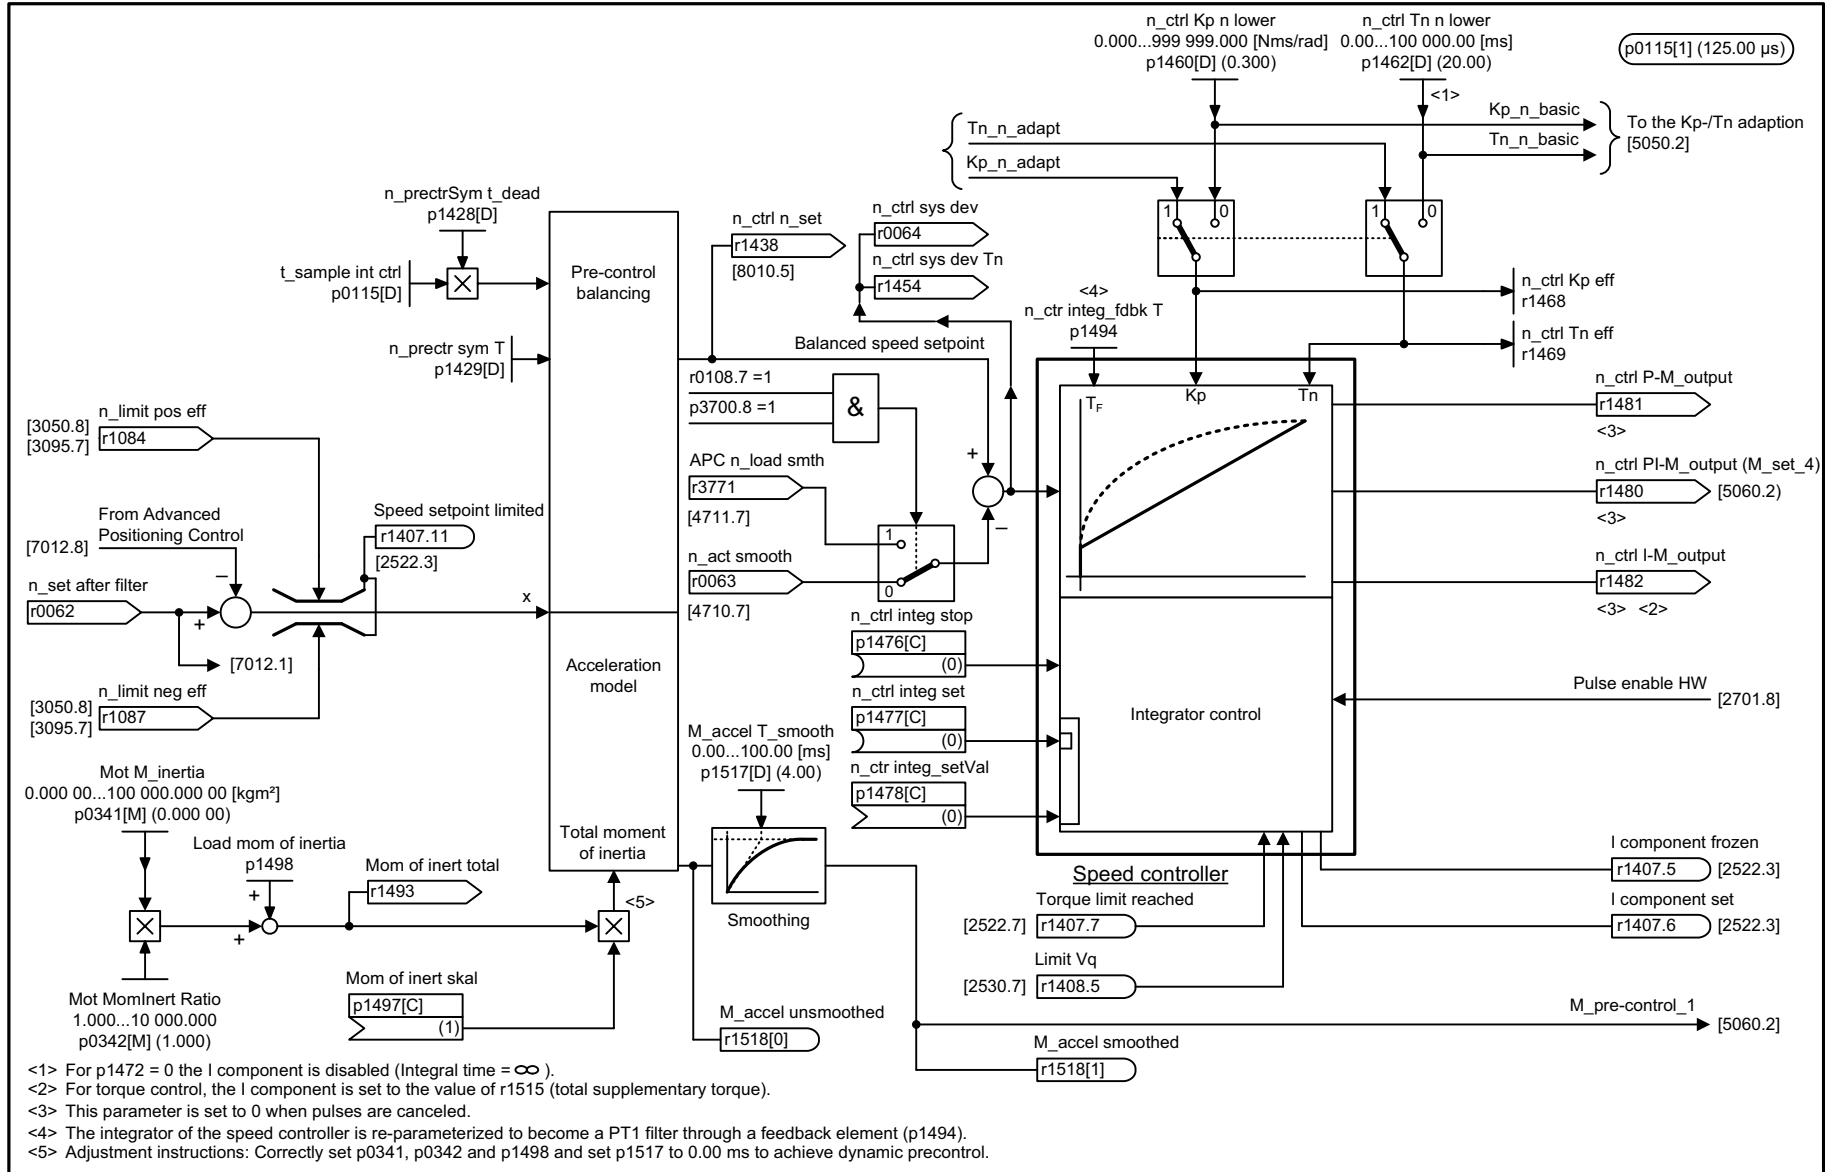 n_ctrl Kp n lower
0.000...999 999.000 [Nms/rad]
p1460[D] (0.300)
n_ctrl Tn n lower
0.00...100 000.00 [ms]
p1462[D] (20.00)
<1>
p0115[1] (125.00 µs)
Kp_n_basic
Tn_n_basic
To the Kp-/Tn adaption
[5050.2]
Tn_n_adapt
Kp_n_adapt
1
0
1
0
n_prectrSym t_dead
p1428[D]
t_sample int ctrl
p0115[D]
n_prectr sym T
p1429[D]
Pre-control
balancing
n_ctrl n_set
r1438
[8010.5]
n_ctrl sys dev
r0064
n_ctrl sys dev Tn
r1454
<4>
n_ctr integ_fdbk T
p1494
n_ctrl Kp eff
r1468
n_ctrl Tn eff
r1469
Balanced speed setpoint
r0108.7 =1
p3700.8 =1
&
TF
Kp
Tn
n_ctrl P-M_output
r1481
<3>
n_limit pos eff
[3050.8]
[3095.7]
r1084
APC n_load smth
r3771
[4711.7]
+
–
n_ctrl PI-M_output (M_set_4)
r1480
[5060.2)
<3>
From Advanced
Positioning Control
[7012.8]
–
Speed setpoint limited
r1407.11
[2522.3]
n_act smooth
r0063
[4710.7]
1
0
n_ctrl I-M_output
r1482
<3> <2>
n_set after filter
r0062
+
x
[7012.1]
n_limit neg eff
[3050.8]
[3095.7]
r1087
Acceleration
model
n_ctrl integ stop
p1476[C]
(0)
n_ctrl integ set
p1477[C]
(0)
n_ctr integ_setVal
p1478[C]
(0)
Integrator control
Pulse enable HW
[2701.8]
M_accel T_smooth
0.00...100.00 [ms]
p1517[D] (4.00)
Mot M_inertia
0.000 00...100 000.000 00 [kgm²]
p0341[M] (0.000 00)
Load mom of inertia
p1498
+
+
Mom of inert total
r1493
Total moment
of inertia
<5>
Smoothing
Speed controller
Torque limit reached
[2522.7]
r1407.7
Limit Vq
[2530.7]
r1408.5
I component frozen
r1407.5
[2522.3]
I component set
r1407.6
[2522.3]
Mot MomInert Ratio
1.000...10 000.000
p0342[M] (1.000)
Mom of inert skal
p1497[C]
(1)
M_accel unsmoothed
r1518[0]
M_accel smoothed
r1518[1]
M_pre-control_1
[5060.2]
<1> For p1472 = 0 the I component is disabled (Integral time = ∞ ).
<2> For torque control, the I component is set to the value of r1515 (total supplementary torque).
<3> This parameter is set to 0 when pulses are canceled.
<4> The integrator of the speed controller is re-parameterized to become a PT1 filter through a feedback element (p1494).
<5> Adjustment instructions: Correctly set p0341, p0342 and p1498 and set p1517 to 0.00 ms to achieve dynamic precontrol.